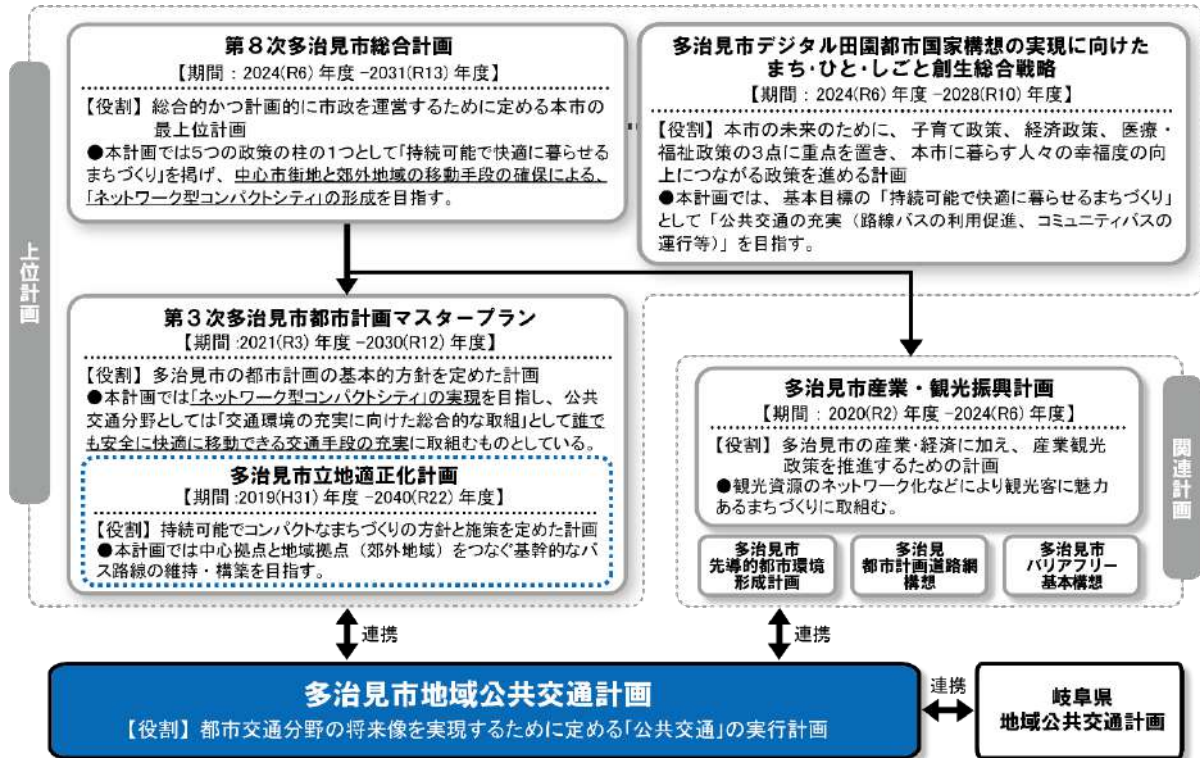 上位計画
第8次多治見市総合計画
【期間：2024(R6)年度-2031(R13)年度】
【役割】総合的かつ計画的に市政を運営するために定める本市の
最上位計画
●本計画では5つの政策の柱の1つとして「持続可能で快適に暮らせる
まちづくり」を掲げ、中心市街地と郊外地域の移動手段の確保による、
「ネットワーク型コンパクトシティ」の形成を目指す。
多治見市デジタル田園都市国家構想の実現に向けた
まち・ひと・しごと創生総合戦略
【期間：2024(R6)年度-2028(R10)年度】
【役割】本市の未来のために、子育て政策、経済政策、医療・
福祉政策の3点に重点を置き、本市に暮らす人々の幸福度の向
上につながる政策を進める計画
●本計画では、基本目標の「持続可能で快適に暮らせるまちづくり」
として「公共交通の充実（路線バスの利用促進、コミュニティバスの
運行等）」を目指す。
第3次多治見市都市計画マスタープラン
【期間:2021(R3)年度-2030(R12)年度】
【役割】多治見市の都市計画の基本的方針を定めた計画
●本計画では「ネットワーク型コンパクトシティ」の実現を目指し、公共
交通分野としては「交通環境の充実に向けた総合的な取組」として誰で
も安全に快適に移動できる交通手段の充実に取組むものとしている。
多治見市立地適正化計画
【期間:2019(H31)年度-2040(R22)年度】
【役割】持続可能でコンパクトなまちづくりの方針と施策を定めた計画
●本計画では中心拠点と地域拠点（郊外地域）をつなぐ基幹的なバ
ス路線の維持・構築を目指す。
関連計画
多治見市産業・観光振興計画
【期間：2020(R2)年度-2024(R6)年度】
【役割】多治見市の産業・経済に加え、産業観光
政策を推進するための計画
●観光資源のネットワーク化などにより観光客に魅力
あるまちづくりに取組む。
多治見市
先導的都市環境
形成計画
多治見
都市計画道路網
構想
多治見市
バリアフリー
基本構想
連携
連携
多治見市地域公共交通計画
【役割】都市交通分野の将来像を実現するために定める「公共交通」の実行計画
連携
岐阜県
地域公共交通計画